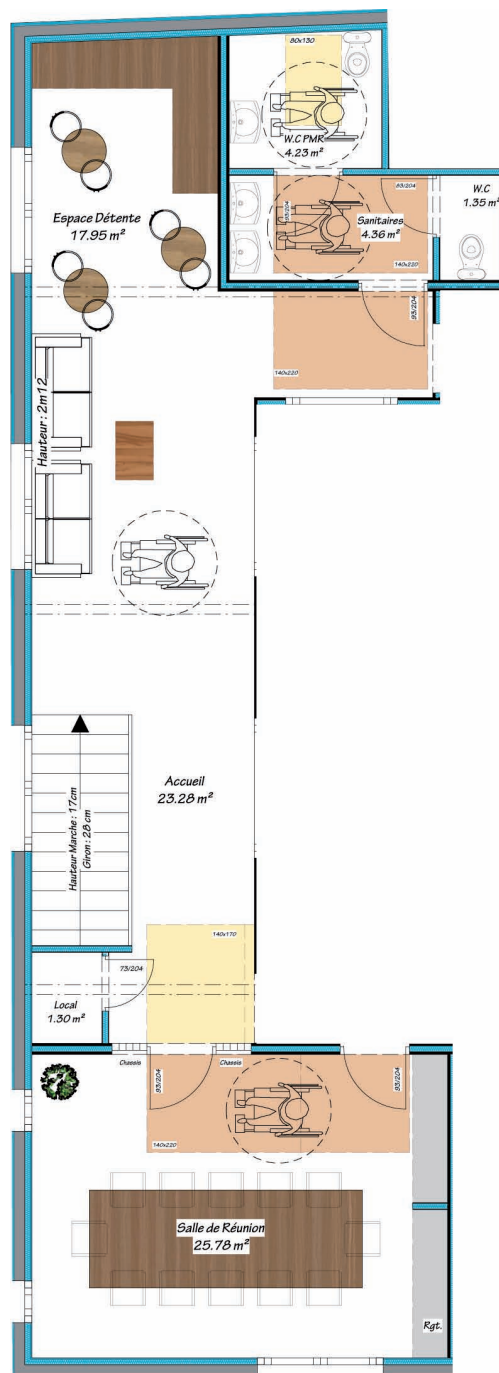 80x130
W.C PMR
4.23 m²
93/204
83/204
W.C
1.35 m²
Sanitaires
4.36 m²
140x220
Espace Détente
17.95 m²
93/204
140x220
Hauteur : 2m12
Accueil
23.28 m²
Hauteur Marche : 17cm
Giron : 28 cm
140x170
73/204
Local
1.30 m²
Chassis
Chassis
93/204
93/204
140x220
Salle de Réunion
25.78 m²
Rgt.